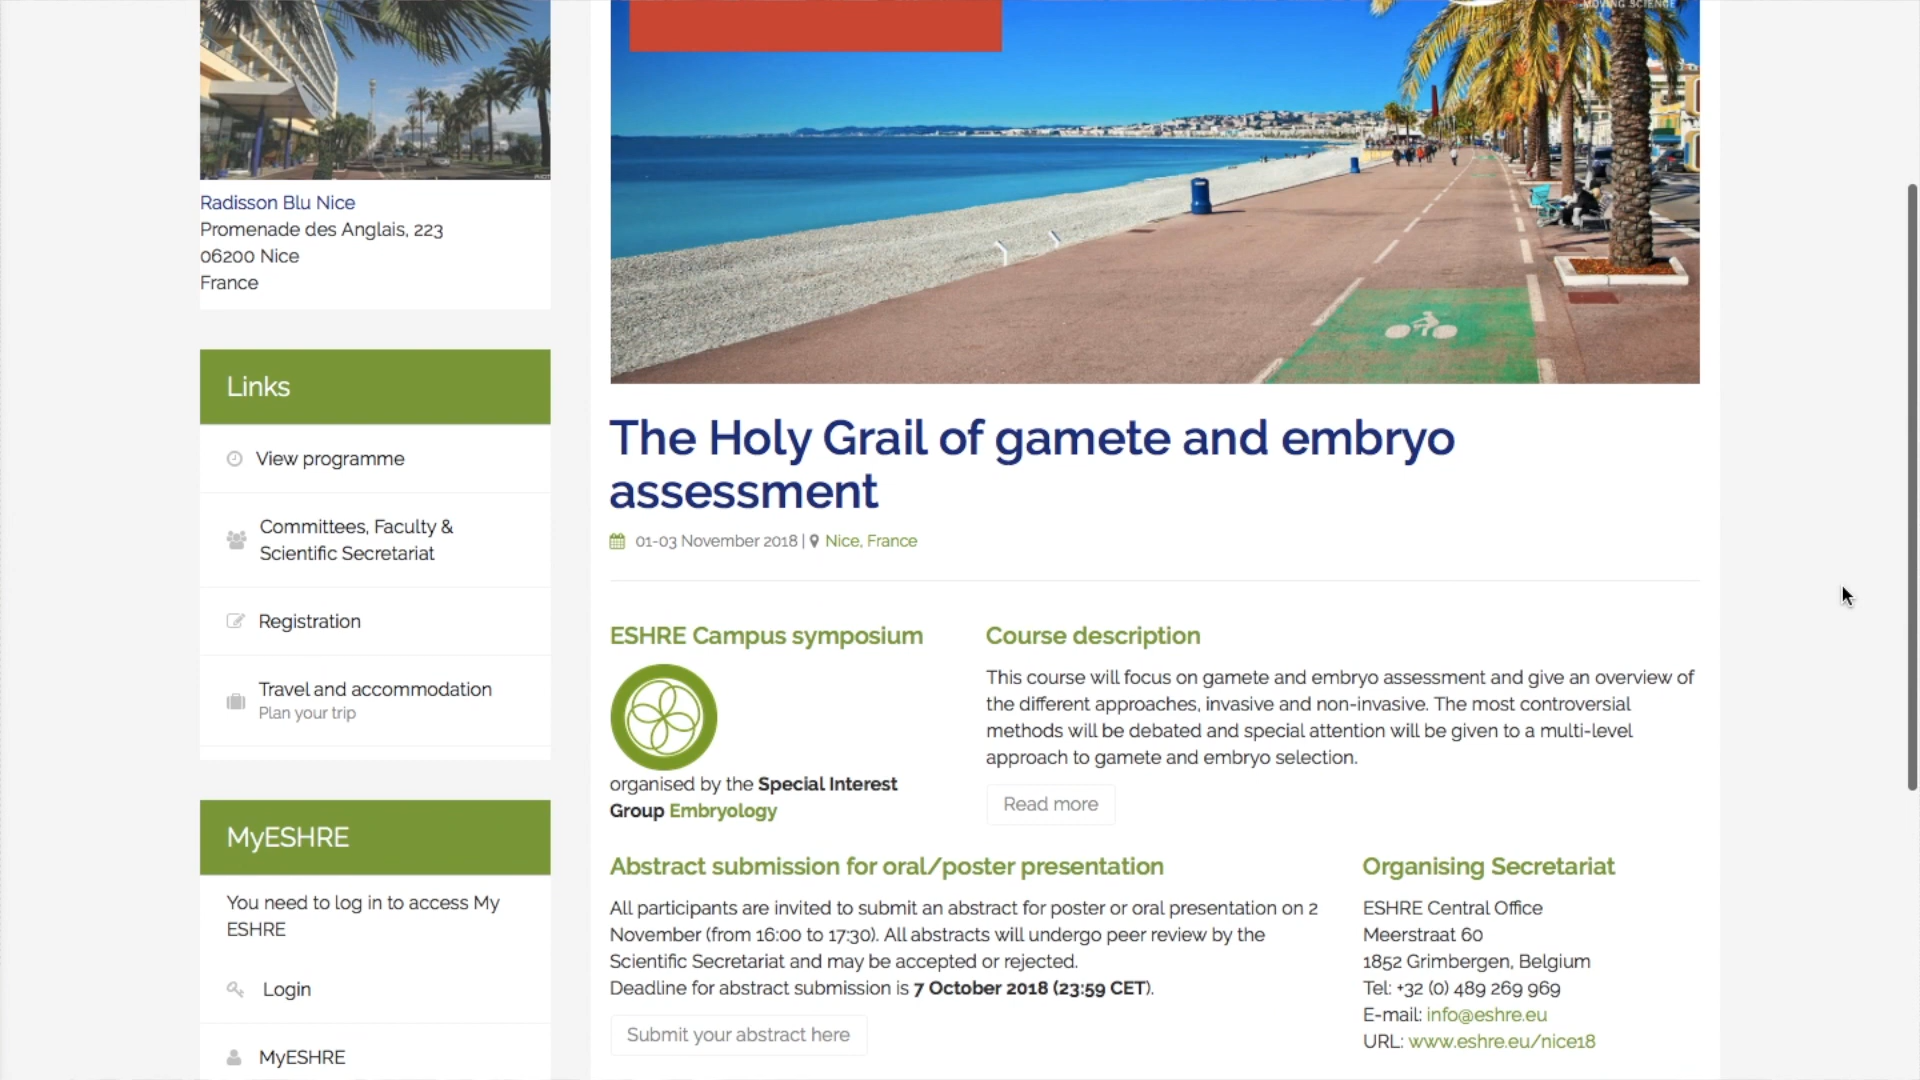 MOVING SCIENCE
Radisson Blu Nice
Promenade des Anglais, 223
06200 Nice
France
Links
View programme
Committees, Faculty &
Scientific Secretariat
Registration
Travel and accommodation
Plan your trip
MyESHRE
You need to log in to access My
ESHRE
Login
MyESHRE
The Holy Grail of gamete and embryo
assessment
01-03 November 2018 | Nice, France
ESHRE Campus symposium
organised by the Special Interest
Group Embryology
Course description
This course will focus on gamete and embryo assessment and give an overview of
the different approaches, invasive and non-invasive. The most controversial
methods will be debated and special attention will be given to a multi-level
approach to gamete and embryo selection.
Read more
Abstract submission for oral/poster presentation
All participants are invited to submit an abstract for poster or oral presentation on 2
November (from 16:00 to 17:30). All abstracts will undergo peer review by the
Scientific Secretariat and may be accepted or rejected.
Deadline for abstract submission is 7 October 2018 (23:59 CET).
Submit your abstract here
Organising Secretariat
ESHRE Central Office
Meerstraat 60
1852 Grimbergen, Belgium
Tel: +32 (0) 489 269 969
E-mail: info@eshre.eu
URL: www.eshre.eu/nice18